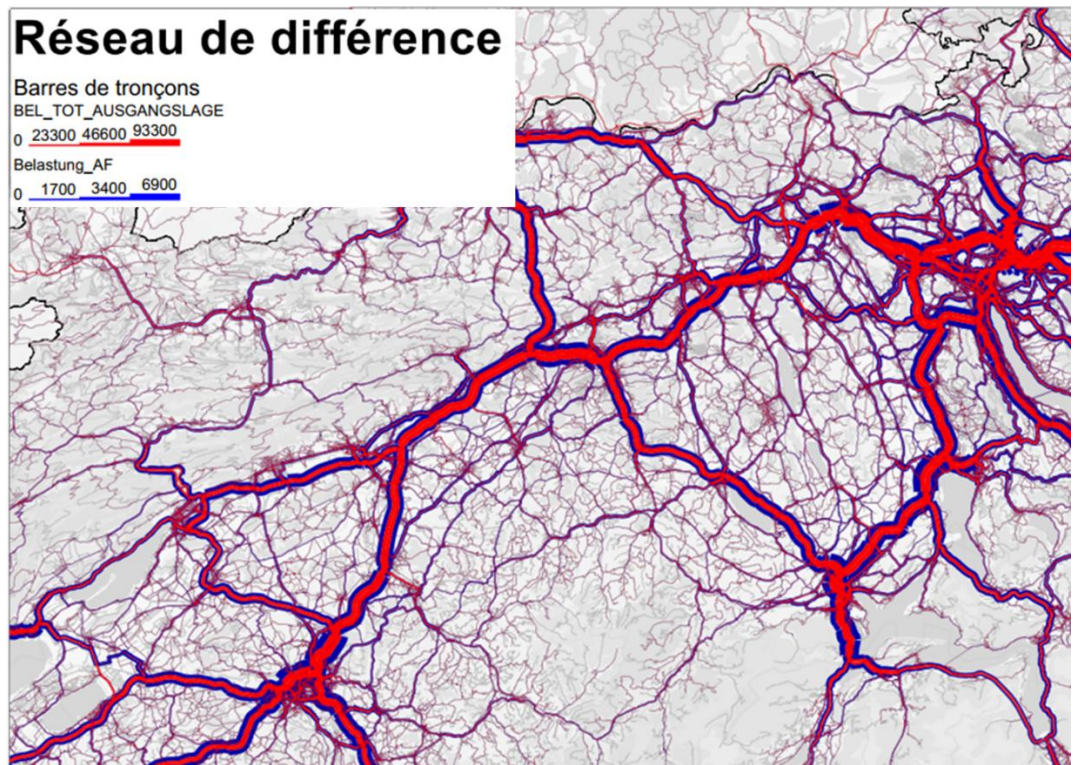 Réseau de différence
Barres de tronçons
BEL_TOT_AUSGANGSLAGE
0 23300 46600 93300
Belastung_AF
0 1700 3400 6900